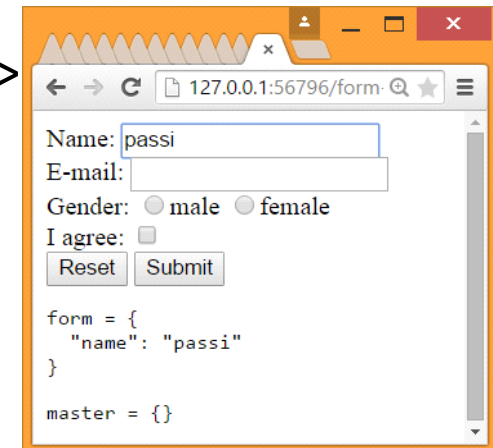 >
127.0.0.1:56796/form-
Name: passi
E-mail:
Gender: male female
I agree:
Reset Submit
form = {
"name": "passi"
}
master = {}